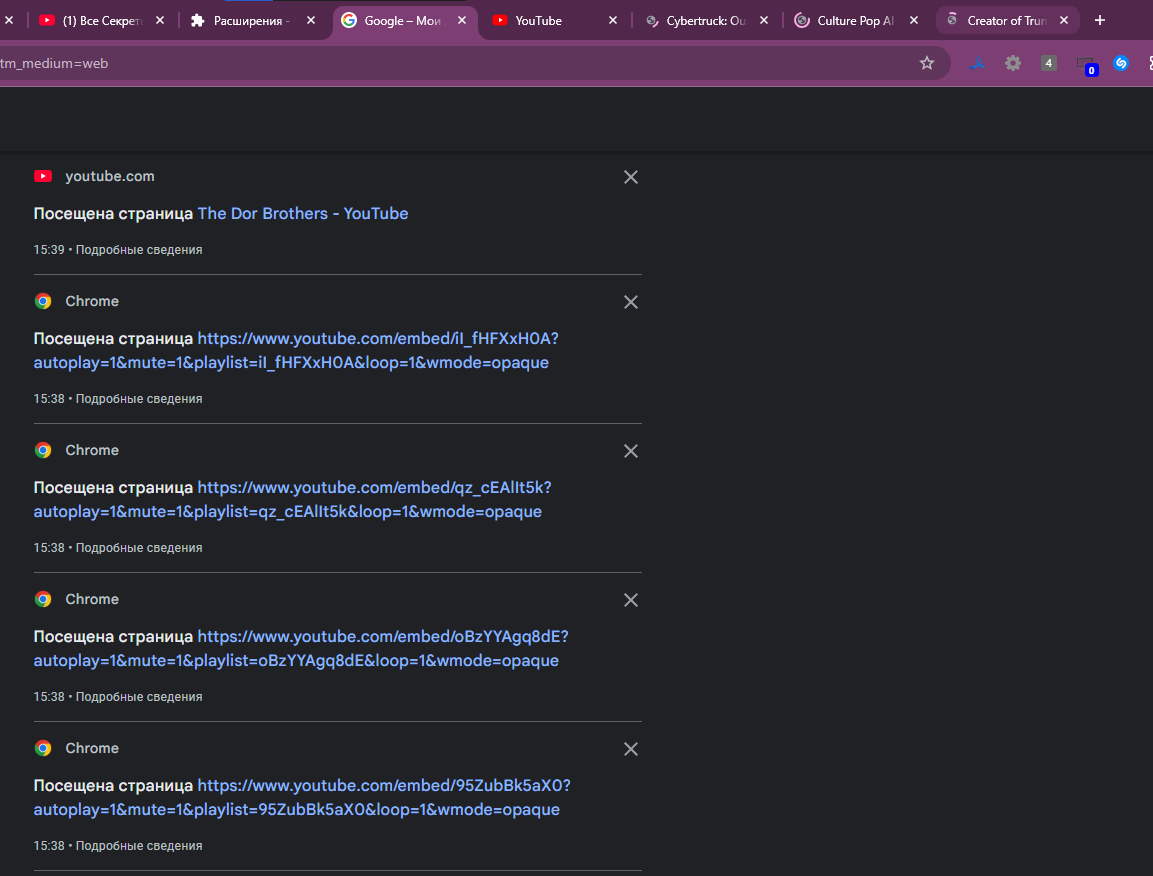 (1) Все Секреты
Расширения -
Google – Мои
YouTube
Cybertruck: Ou
Culture Pop Al
Creator of Trun
tm_medium=web
4
0
youtube.com
Посещена страница The Dor Brothers - YouTube
15:39 • Подробные сведения
Chrome
Посещена страница https://www.youtube.com/embed/iI_fHFXxH0A?
autoplay=1&mute=1&playlist=iI_fHFXxH0A&loop=1&wmode=opaque
15:38 • Подробные сведения
Chrome
Посещена страница https://www.youtube.com/embed/qz_cEAlIt5k?
autoplay=1&mute=1&playlist=qz_cEAlIt5k&loop=1&wmode=opaque
15:38 • Подробные сведения
Chrome
Посещена страница https://www.youtube.com/embed/oBzYYAgq8dE?
autoplay=1&mute=1&playlist=oBzYYAgq8dE&loop=1&wmode=opaque
15:38 • Подробные сведения
Chrome
Посещена страница https://www.youtube.com/embed/95ZubBk5aX0?
autoplay=1&mute=1&playlist=95ZubBk5aX0&loop=1&wmode=opaque
15:38 • Подробные сведения